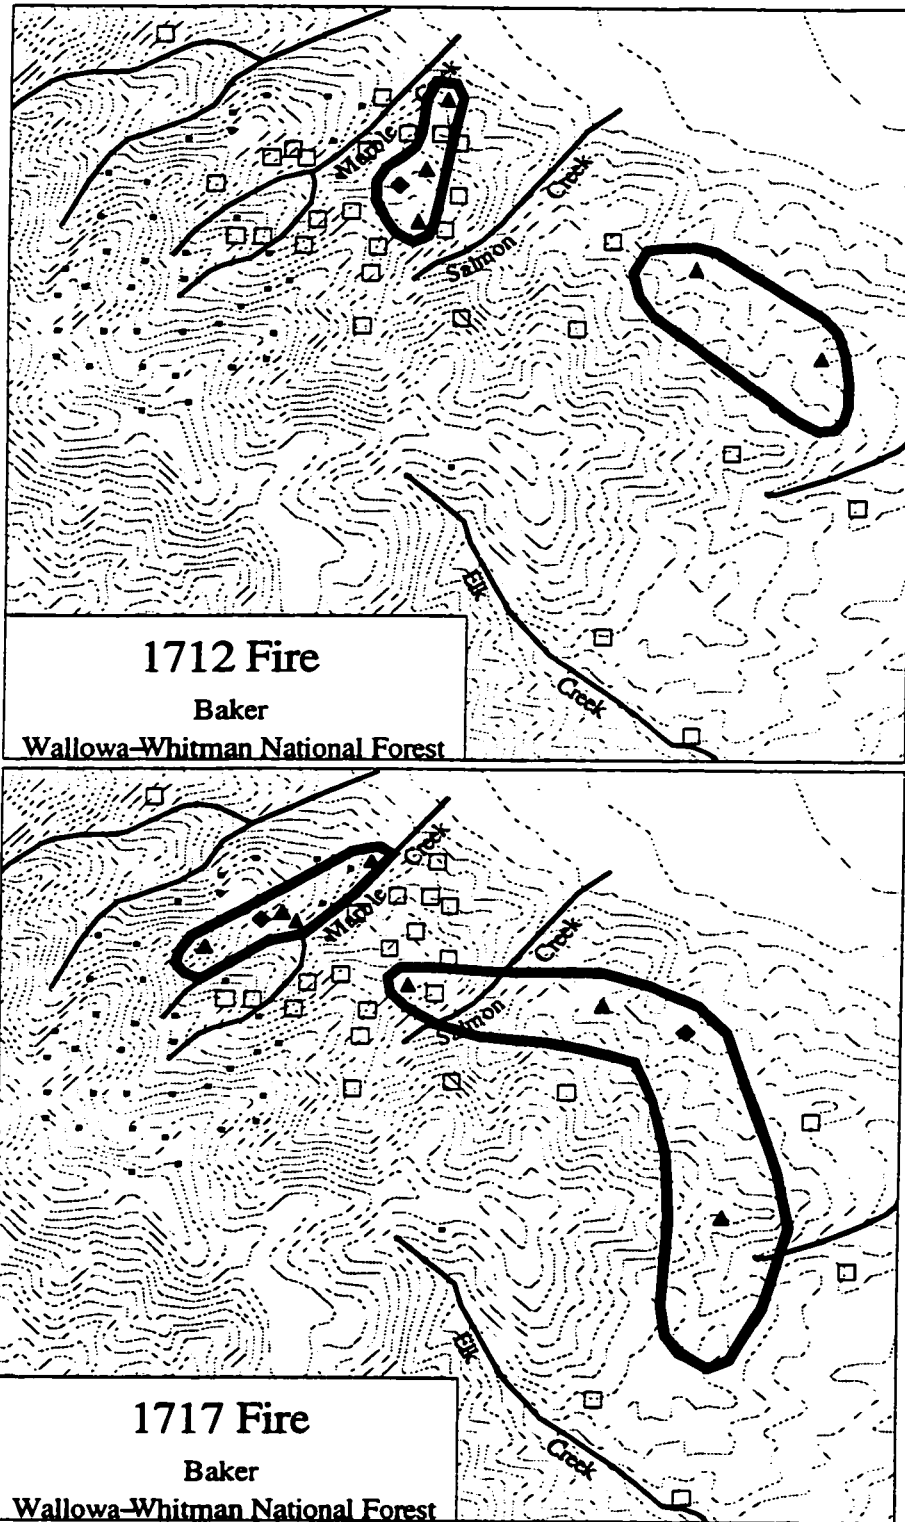 Marble
Creek
Salmon
Creek
Elk
Creek
1712 Fire
Baker
Wallowa-Whitman National Forest
Marble
Creek
Salmon
Creek
Elk
Creek
1717 Fire
Baker
Wallowa-Whitman National Forest